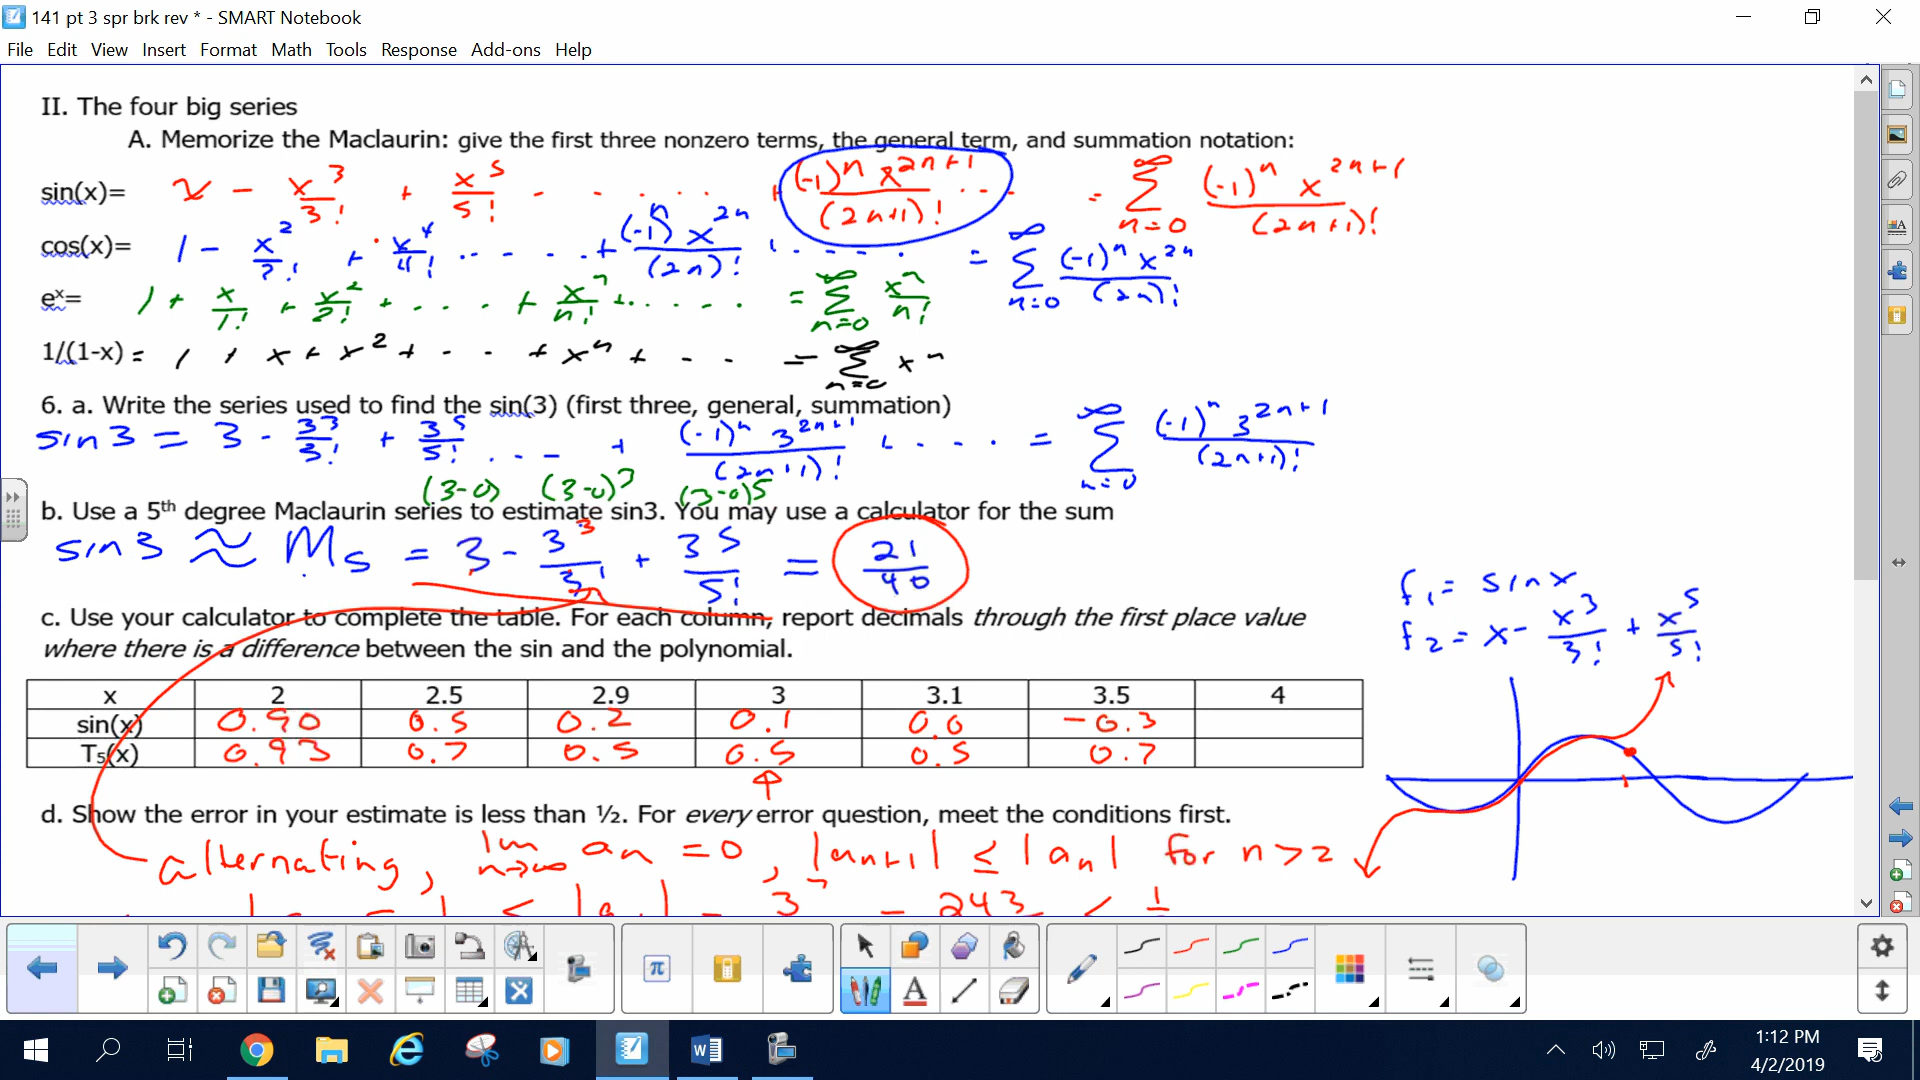 141 pt 3 spr brk rev * - SMART Notebook
File Edit View Insert Format Math Tools Response Add-ons Help
II. The four big series
A. Memorize the Maclaurin: give the first three nonzero terms, the general term, and summation notation:
sin(x)= x - x^3/3! + x^5/5! - ...... + (-1)^n x^(2n+1)/(2n+1)! ... = ∑_{n=0}^∞ (-1)^n x^(2n+1)/(2n+1)!
cos(x)= 1 - x^2/2! + x^4/4! ...... + (-1)^n x^(2n)/(2n)! ...... = ∑_{n=0}^∞ (-1)^n x^(2n)/(2n)!
e^x= 1 + x/1! + x^2/2! + .... + x^n/n! + ..... = ∑_{n=0}^∞ x^n/n!
1/(1-x) = 1 + x + x^2 + .. + x^n + .. = ∑_{n=0}^∞ x^n
6. a. Write the series used to find the sin(3) (first three, general, summation)
sin 3 = 3 - 3^3/3! + 3^5/5! ... + (-1)^n 3^(2n+1)/(2n+1)! + .... = ∑_{n=0}^∞ (-1)^n 3^(2n+1)/(2n+1)!
(3-0) (3-0)^3 (3-0)^5
b. Use a 5th degree Maclaurin series to estimate sin3. You may use a calculator for the sum
sin 3 ≈ M5 = 3 - 3^3/3! + 3^5/5! = 21/40
c. Use your calculator to complete the table. For each column, report decimals through the first place value
where there is a difference between the sin and the polynomial.
f1 = sin x
f2 = x - x^3/3! + x^5/5!
x 2 2.5 2.9 3 3.1 3.5 4
sin(x) 0.90 0.5 0.2 0.1 0.0 -0.3
T5(x) 0.93 0.7 0.5 0.5 0.5 0.7
d. Show the error in your estimate is less than ½. For every error question, meet the conditions first.
alternating, lim n→∞ an = 0, |an+1| ≤ |an| for n > 2
≤ |a 3^7 = 243 < 1
1:12 PM
4/2/2019